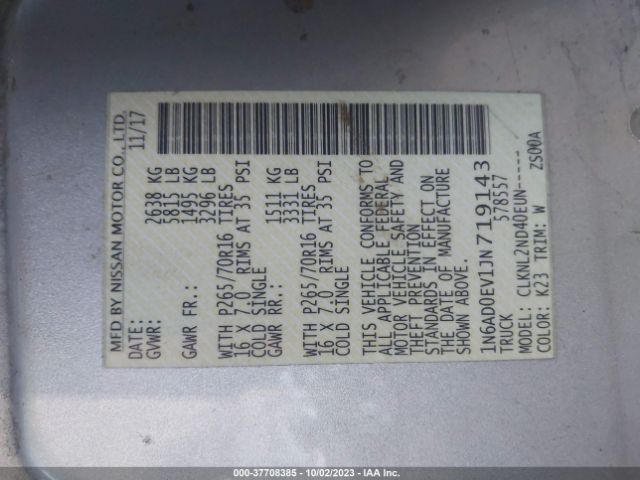 MFD BY NISSAN MOTOR CO., LTD.
DATE: 11/17
GVWR: 2638 KG
5815 LB
GAWR FR.: 1495 KG
3296 LB
WITH P265/70R16 TIRES
16 X 7.0 RIMS AT 35 PSI
COLD SINGLE
GAWR RR.: 1511 KG
3331 LB
WITH P265/70R16 TIRES
16 X 7.0 RIMS AT 35 PSI
COLD SINGLE
THIS VEHICLE CONFORMS TO
ALL APPLICABLE FEDERAL
MOTOR VEHICLE SAFETY AND
THEFT PREVENTION
STANDARDS IN EFFECT ON
THE DATE OF MANUFACTURE
SHOWN ABOVE.
1N6AD0EV1JN719143
TRUCK 578557
MODEL: CLKNL2ND40EUN-----
COLOR: K23 TRIM: W ZS00A
000-37708385 - 10/02/2023 - IAA Inc.